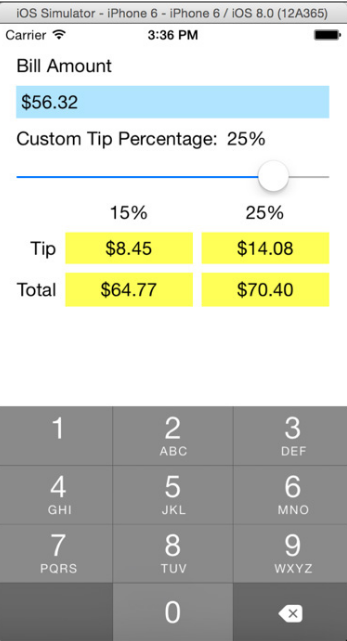 iOS Simulator - iPhone 6 - iPhone 6 / iOS 8.0 (12A365)
Carrier 3:36 PM
Bill Amount
$56.32
Custom Tip Percentage: 25%
15% 25%
Tip $8.45 $14.08
Total $64.77 $70.40
1 2 3
ABC DEF
4 5 6
GHI JKL MNO
7 8 9
PQRS TUV WXYZ
0